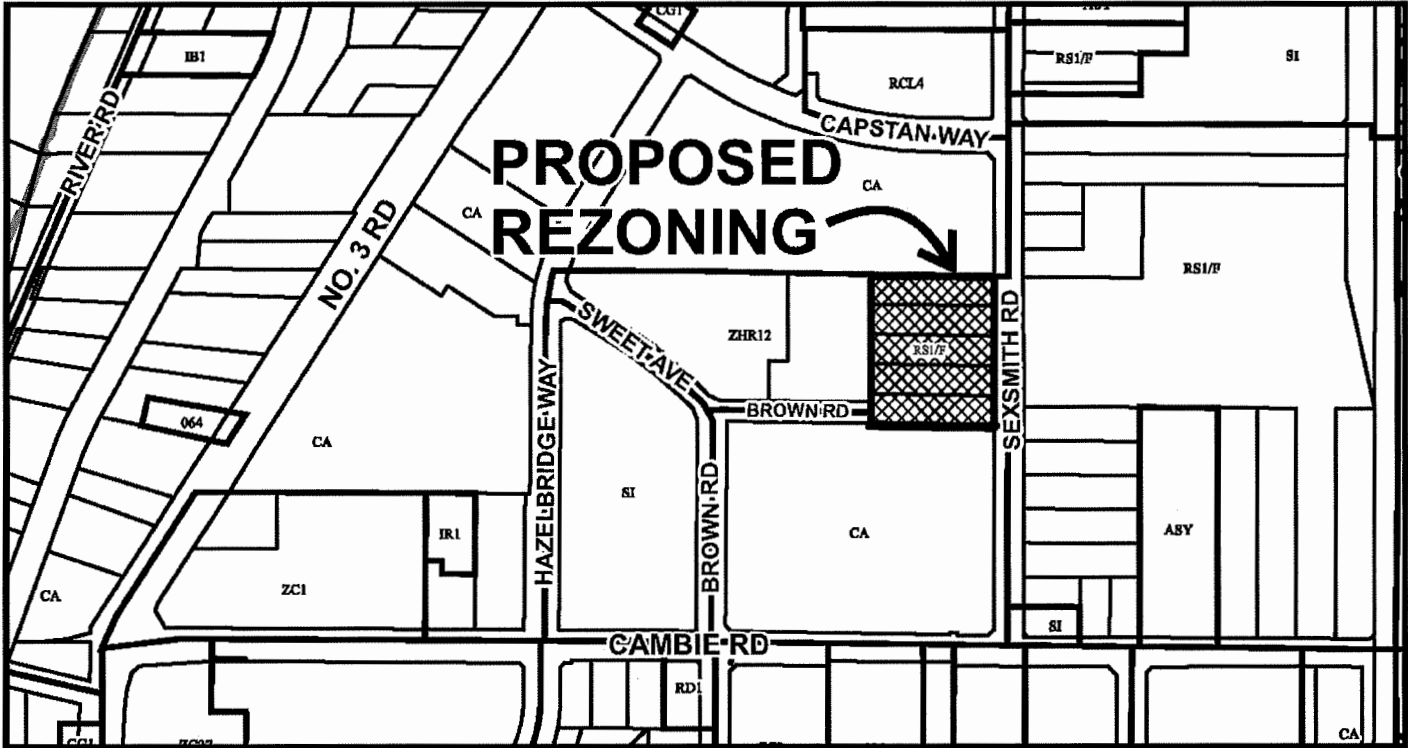 CG1
IB1
RS1/F
SI
RCL4
RIVER RD
CAPSTAN WAY
PROPOSED
REZONING
CA
CA
NO. 3 RD
RS1/F
SWEET AVE
ZHR12
RS1/F
SEXSMITH RD
HAZELBRIDGE WAY
BROWN RD
064
CA
SI
BROWN RD
CA
IR1
ASY
ZC1
CA
SI
CAMBIE RD
RD1
CA